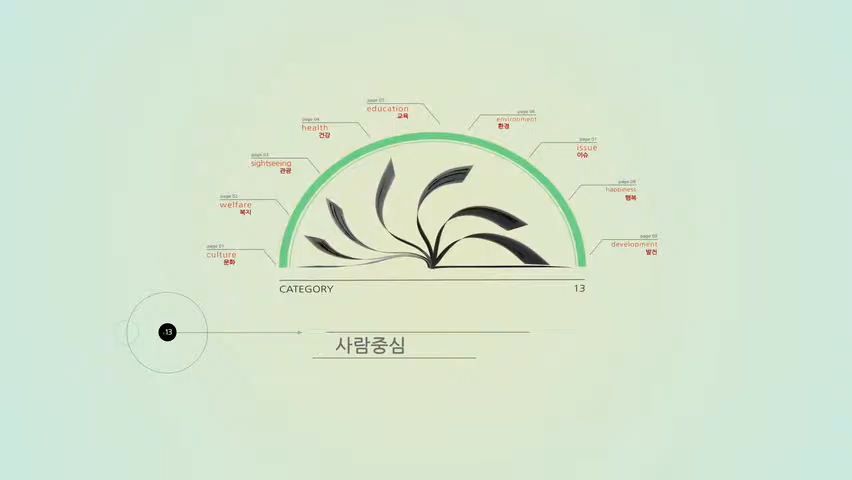 page 05
education
교육
page 06
environment
환경
page 04
health
건강
page 07
issue
이슈
page 03
sightseeing
관광
page 08
happiness
행복
page 02
welfare
복지
page 09
development
발전
page 01
culture
문화
CATEGORY 13
13
사람중심